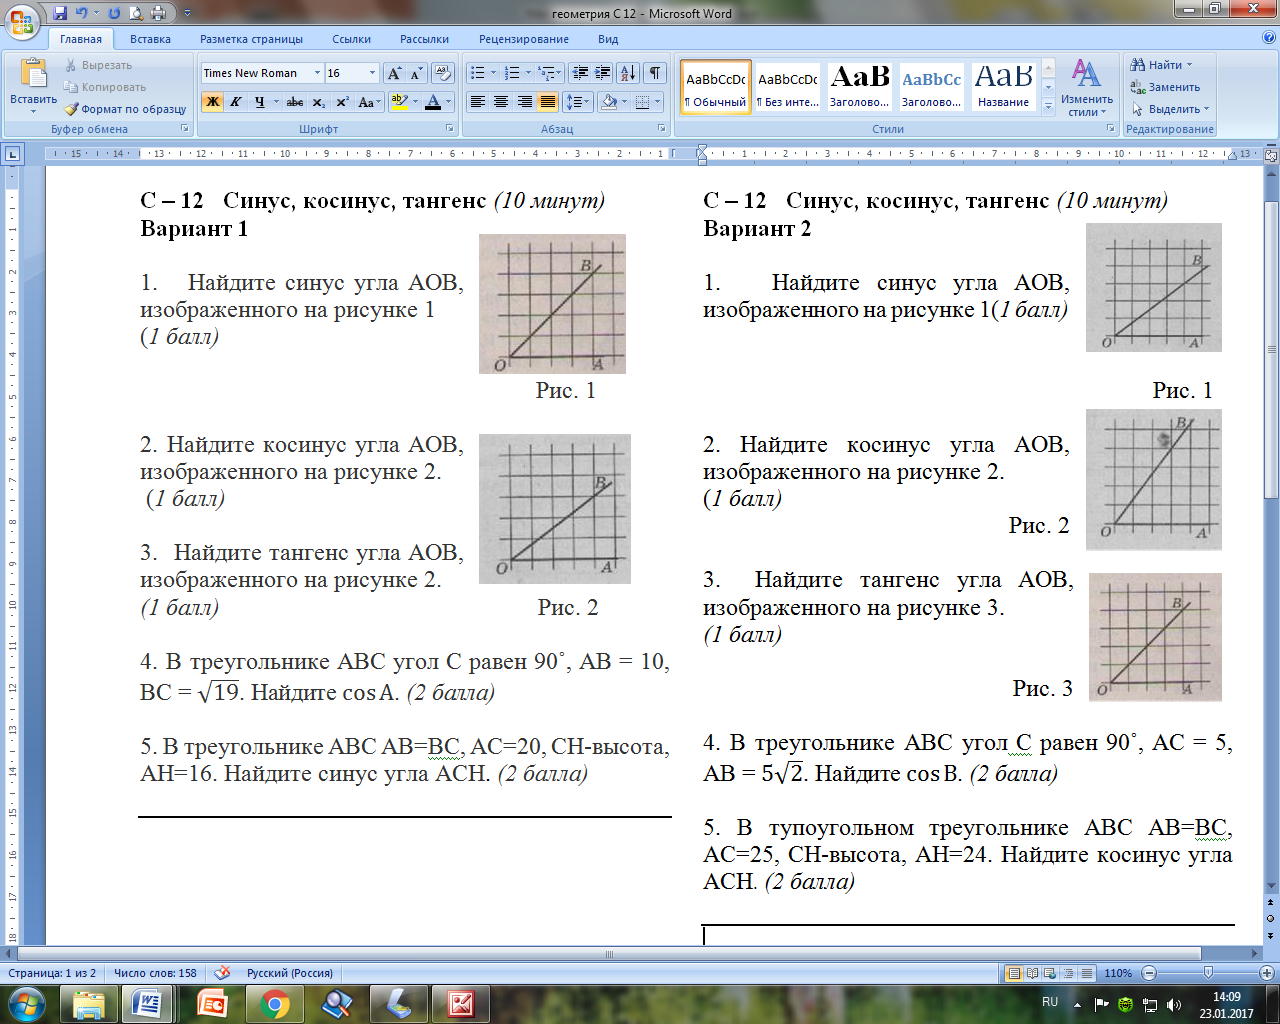 геометрия С 12 - Microsoft Word
Главная Вставка Разметка страницы Ссылки Рассылки Рецензирование Вид
Вставить
Вырезать
Копировать
Формат по образцу
Буфер обмена
Times New Roman 16
Ж К Ч abc x₂ x² Aa
Шрифт
Абзац
АаBbCcDc АаBbCcDc АаВ АаBbCc АаВ
¶ Обычный ¶ Без инте... Заголово... Заголово... Название
Изменить стили
Стили
Найти
Заменить
Выделить
Редактирование
С – 12 Синус, косинус, тангенс (10 минут)
Вариант 1
1. Найдите синус угла АОВ,
изображенного на рисунке 1
(1 балл)
В
О А
Рис. 1
2. Найдите косинус угла АОВ,
изображенного на рисунке 2.
(1 балл)
В
О А
3. Найдите тангенс угла АОВ,
изображенного на рисунке 2.
(1 балл)
Рис. 2
4. В треугольнике АВС угол С равен 90˚, АВ = 10,
ВС = √19. Найдите cos A. (2 балла)
5. В треугольнике АВС АВ=ВС, АС=20, СН-высота,
АН=16. Найдите синус угла АСН. (2 балла)
С – 12 Синус, косинус, тангенс (10 минут)
Вариант 2
1. Найдите синус угла АОВ,
изображенного на рисунке 1(1 балл)
В
О А
Рис. 1
2. Найдите косинус угла АОВ,
изображенного на рисунке 2.
(1 балл)
В
О А
Рис. 2
3. Найдите тангенс угла АОВ,
изображенного на рисунке 3.
(1 балл)
В
О А
Рис. 3
4. В треугольнике АВС угол С равен 90˚, АС = 5,
АВ = 5√2. Найдите cos B. (2 балла)
5. В тупоугольном треугольнике АВС АВ=ВС,
АС=25, СН-высота, АН=24. Найдите косинус угла
АСН. (2 балла)
Страница: 1 из 2 Число слов: 158 Русский (Россия) 110%
RU 14:09
23.01.2017